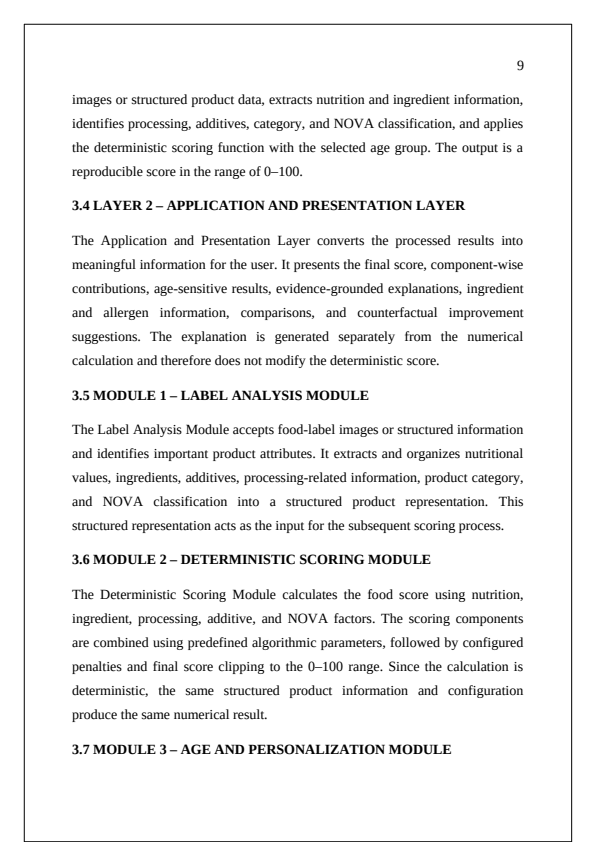 9
images or structured product data, extracts nutrition and ingredient information,
identifies processing, additives, category, and NOVA classification, and applies
the deterministic scoring function with the selected age group. The output is a
reproducible score in the range of 0–100.
3.4 LAYER 2 – APPLICATION AND PRESENTATION LAYER
The Application and Presentation Layer converts the processed results into
meaningful information for the user. It presents the final score, component-wise
contributions, age-sensitive results, evidence-grounded explanations, ingredient
and allergen information, comparisons, and counterfactual improvement
suggestions. The explanation is generated separately from the numerical
calculation and therefore does not modify the deterministic score.
3.5 MODULE 1 – LABEL ANALYSIS MODULE
The Label Analysis Module accepts food-label images or structured information
and identifies important product attributes. It extracts and organizes nutritional
values, ingredients, additives, processing-related information, product category,
and NOVA classification into a structured product representation. This
structured representation acts as the input for the subsequent scoring process.
3.6 MODULE 2 – DETERMINISTIC SCORING MODULE
The Deterministic Scoring Module calculates the food score using nutrition,
ingredient, processing, additive, and NOVA factors. The scoring components
are combined using predefined algorithmic parameters, followed by configured
penalties and final score clipping to the 0–100 range. Since the calculation is
deterministic, the same structured product information and configuration
produce the same numerical result.
3.7 MODULE 3 – AGE AND PERSONALIZATION MODULE